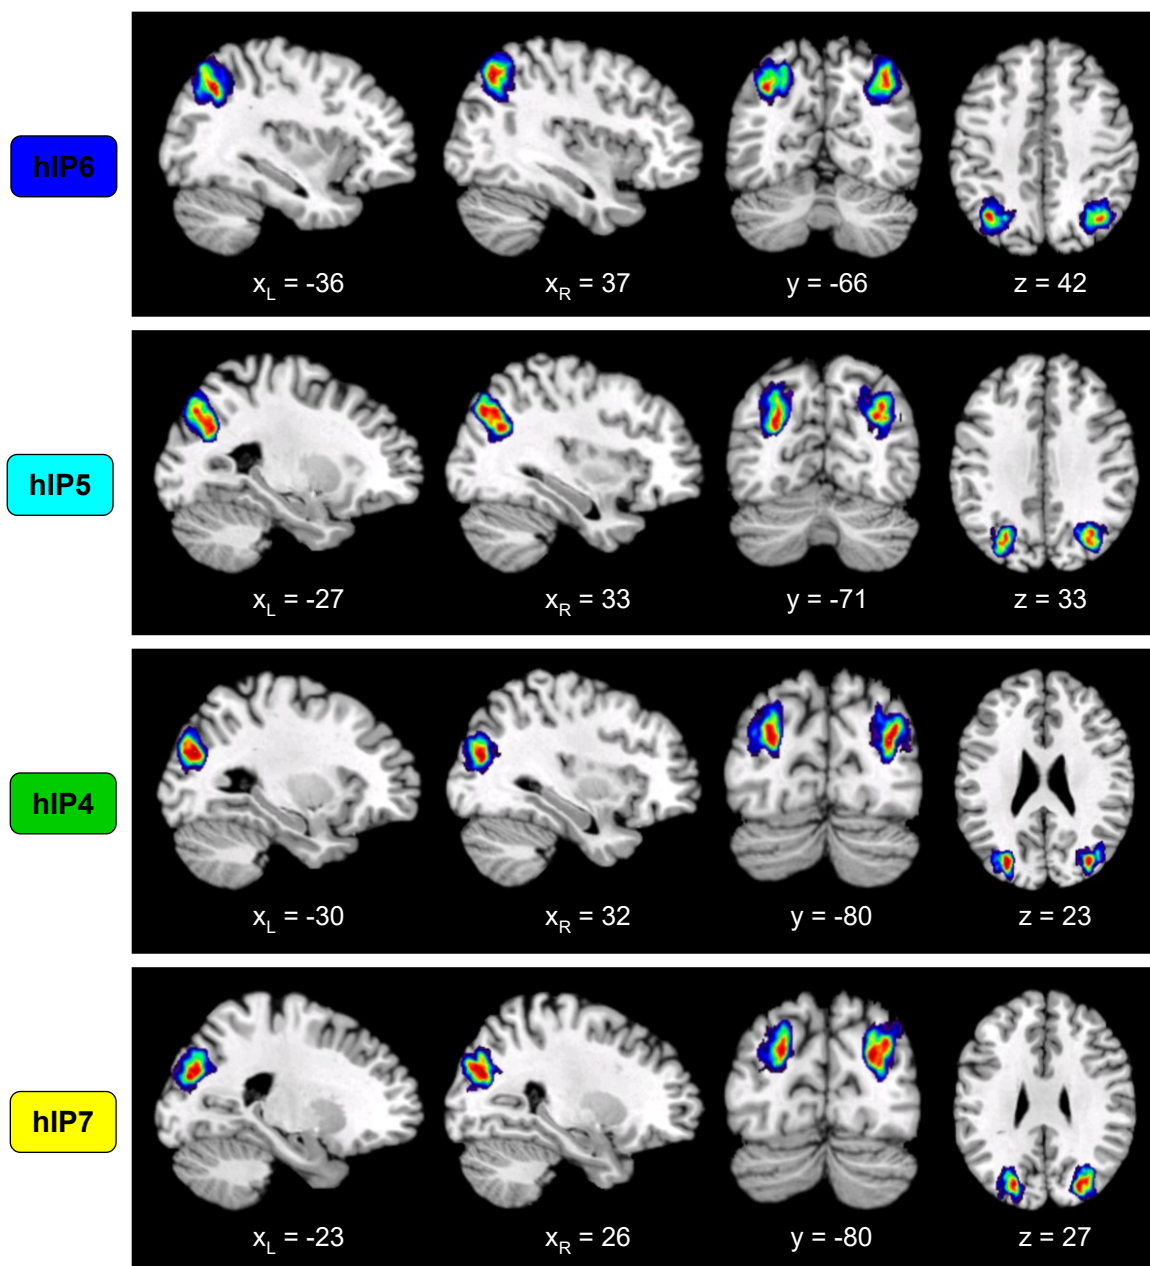 hIP6
x_L = -36
x_R = 37
y = -66
z = 42
hIP5
x_L = -27
x_R = 33
y = -71
z = 33
hIP4
x_L = -30
x_R = 32
y = -80
z = 23
hIP7
x_L = -23
x_R = 26
y = -80
z = 27